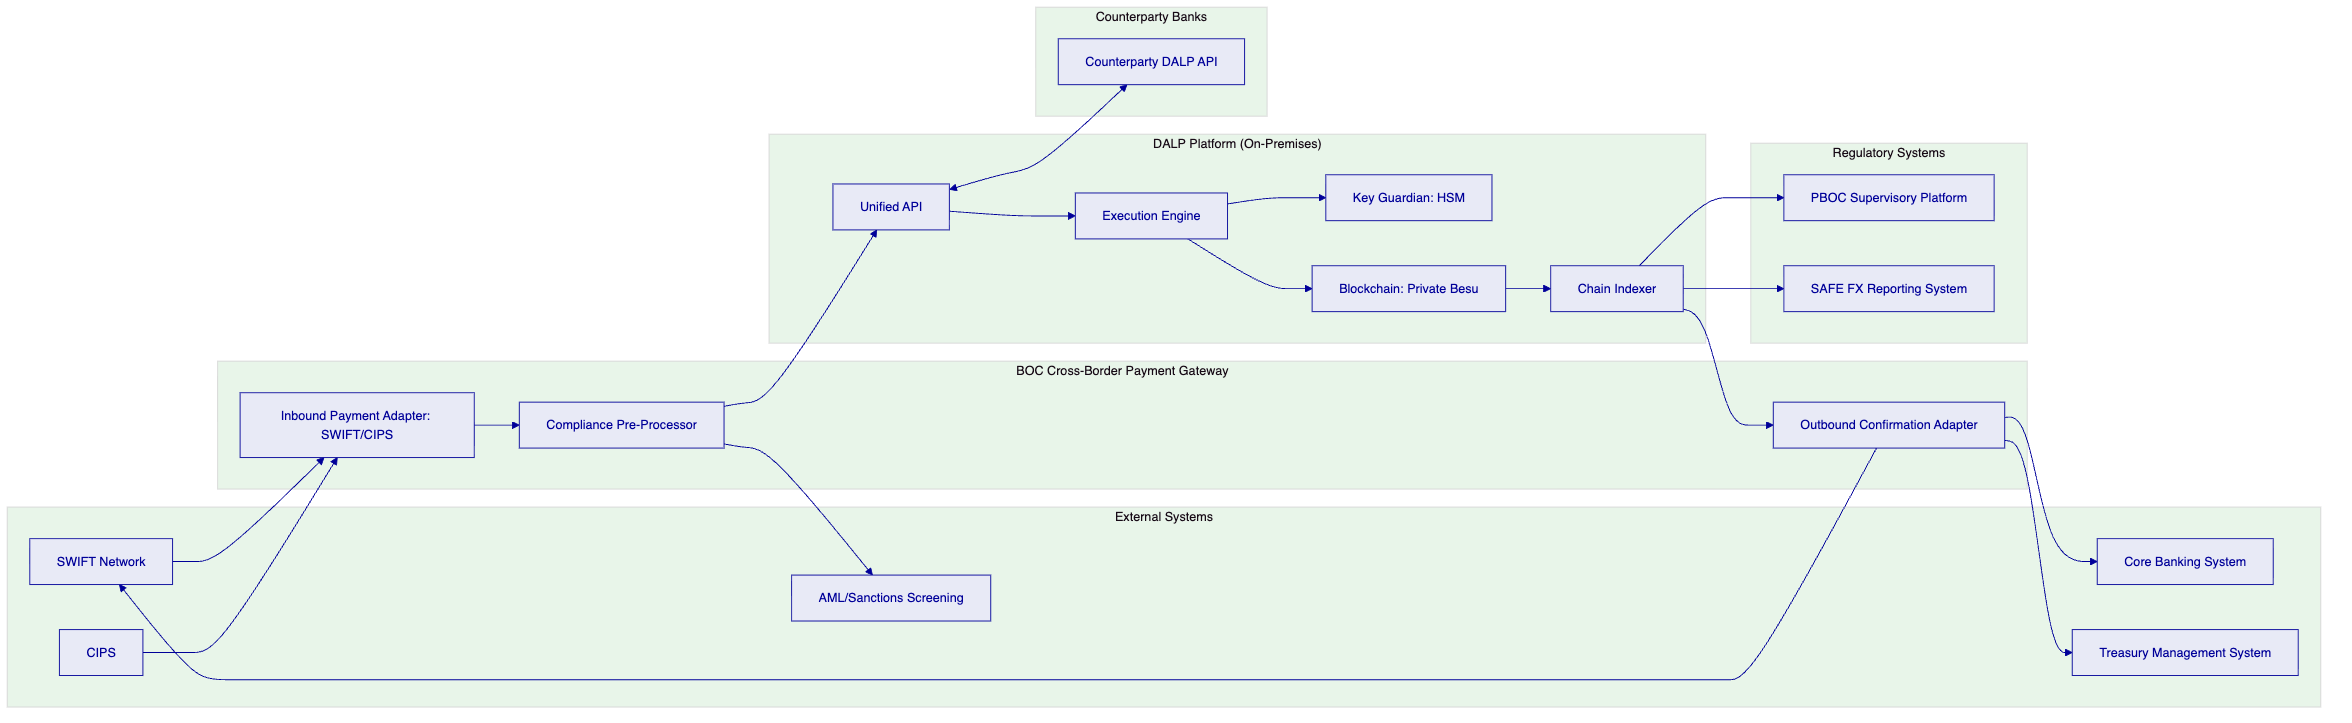 Counterparty Banks
Counterparty DALP API
DALP Platform (On-Premises)
Unified API
Execution Engine
Key Guardian: HSM
Blockchain: Private Besu
Chain Indexer
Regulatory Systems
PBOC Supervisory Platform
SAFE FX Reporting System
BOC Cross-Border Payment Gateway
Inbound Payment Adapter:
SWIFT/CIPS
Compliance Pre-Processor
Outbound Confirmation Adapter
External Systems
SWIFT Network
CIPS
AML/Sanctions Screening
Core Banking System
Treasury Management System